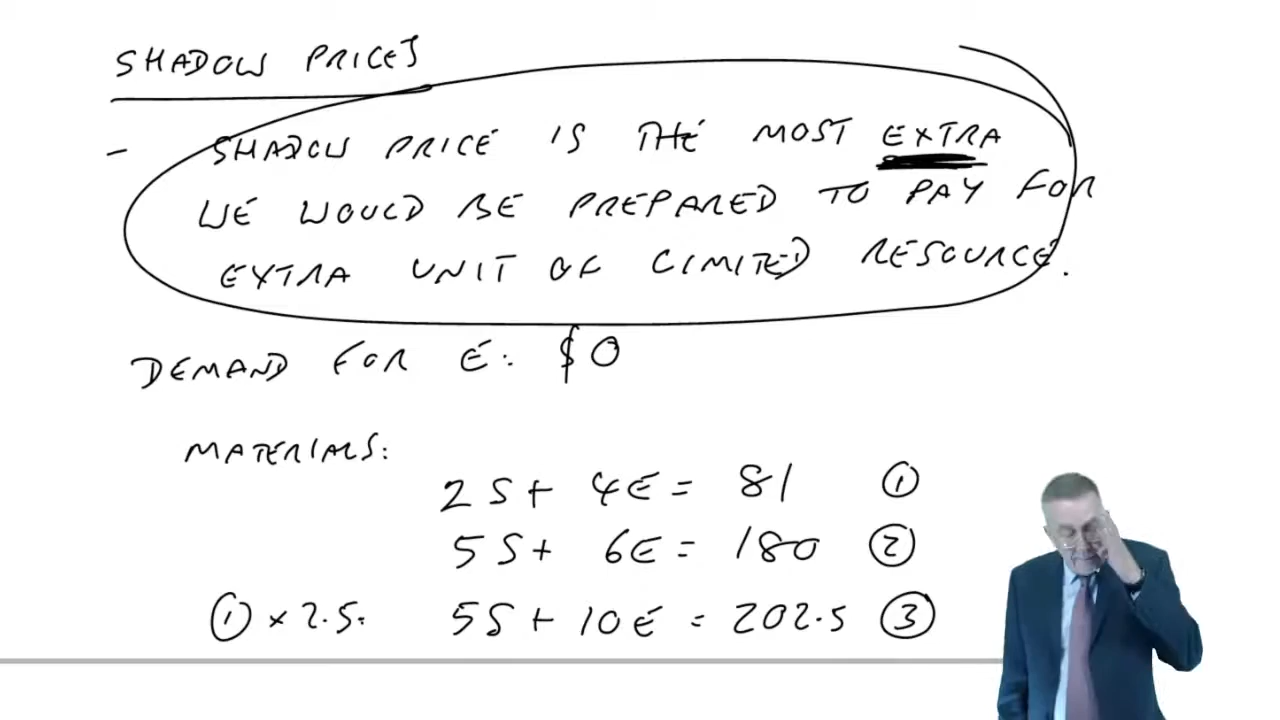 SHADOW PRICES
- SHADOW PRICE IS THE MOST EXTRA
WE WOULD BE PREPARED TO PAY FOR
EXTRA UNIT OF LIMITED RESOURCE.
DEMAND FOR E: $0
MATERIALS:
2S + 4E = 81 ①
5S + 6E = 180 ②
① × 2.5: 5S + 10E = 202.5 ③